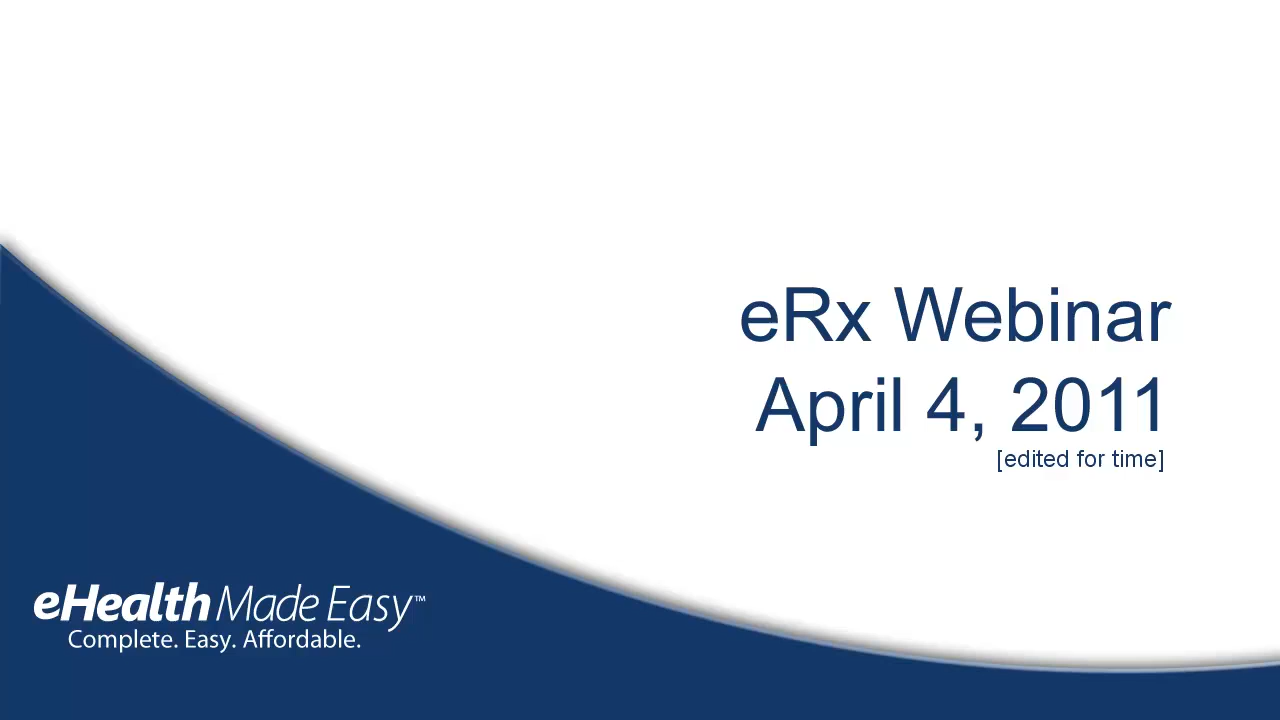 eRx Webinar
April 4, 2011
[edited for time]
eHealth Made Easy™
Complete. Easy. Affordable.